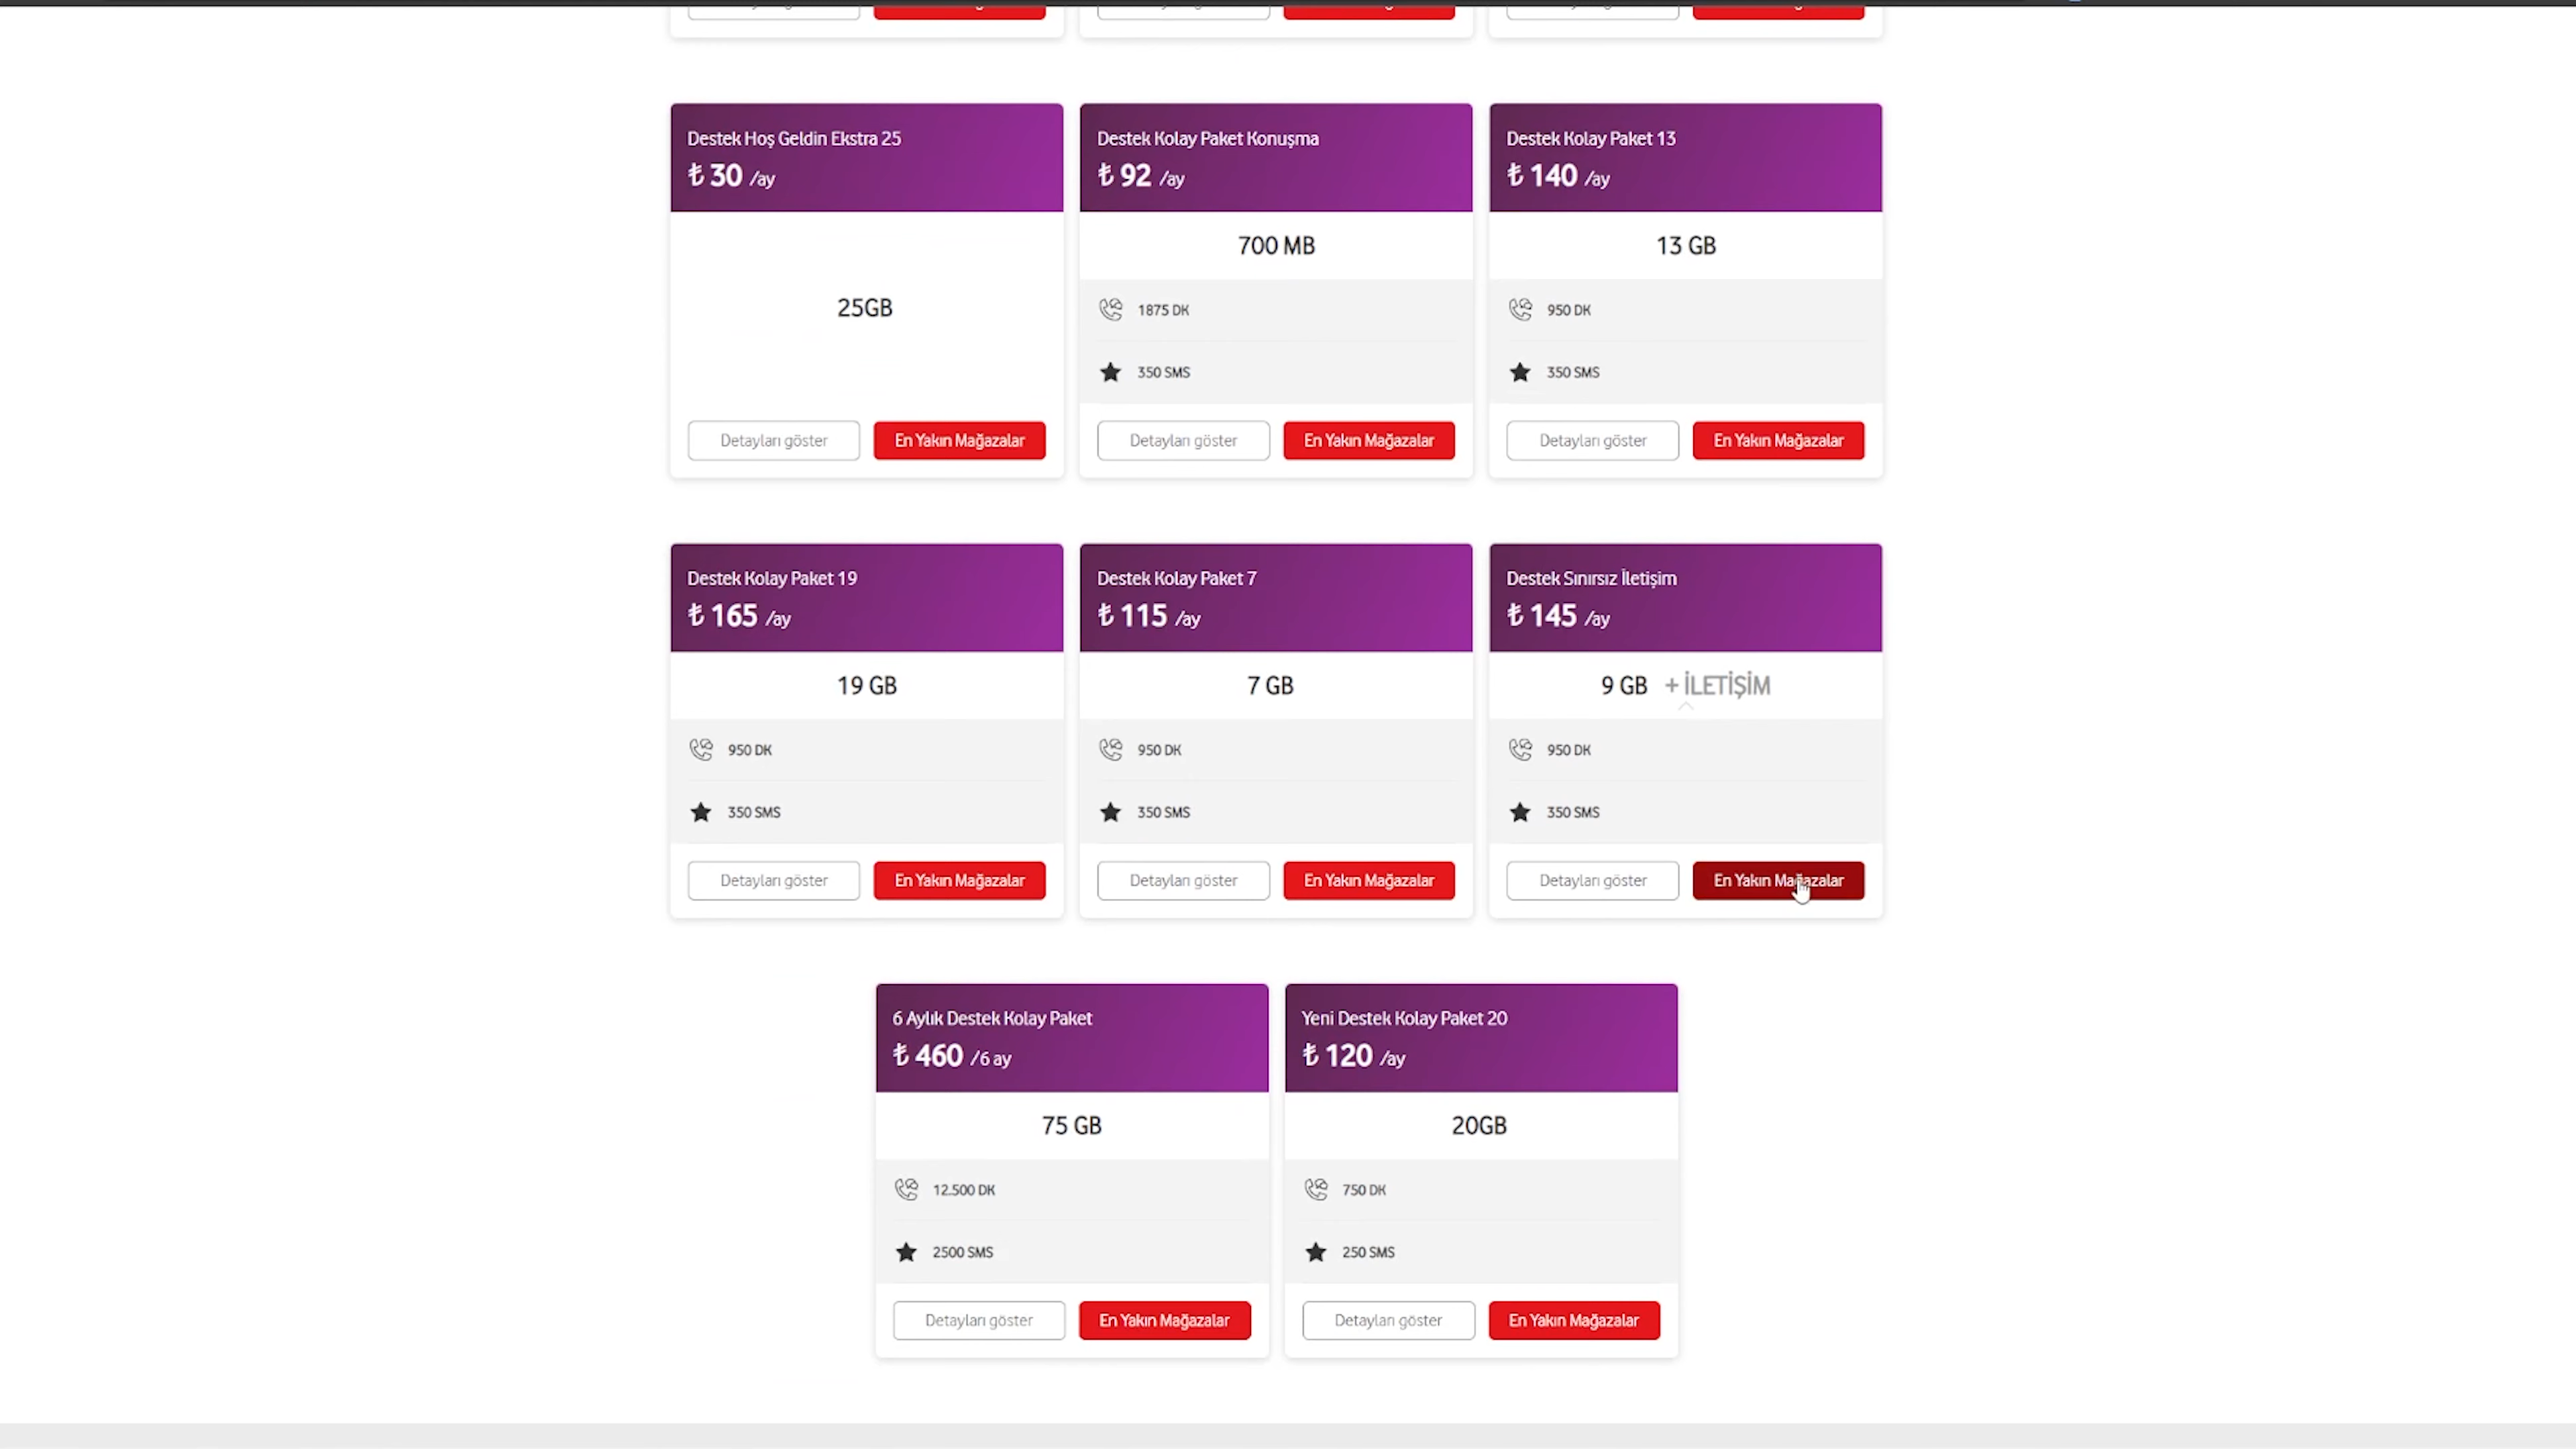 Destek Hoş Geldin Ekstra 25
₺ 30 /ay
25GB
Detayları göster
En Yakın Mağazalar
Destek Kolay Paket Konuşma
₺ 92 /ay
700 MB
1875 DK
350 SMS
Detayları göster
En Yakın Mağazalar
Destek Kolay Paket 13
₺ 140 /ay
13 GB
950 DK
350 SMS
Detayları göster
En Yakın Mağazalar
Destek Kolay Paket 19
₺ 165 /ay
19 GB
950 DK
350 SMS
Detayları göster
En Yakın Mağazalar
Destek Kolay Paket 7
₺ 115 /ay
7 GB
950 DK
350 SMS
Detayları göster
En Yakın Mağazalar
Destek Sınırsız İletişim
₺ 145 /ay
9 GB + İLETİŞİM
950 DK
350 SMS
Detayları göster
En Yakın Mağazalar
6 Aylık Destek Kolay Paket
₺ 460 /6 ay
75 GB
12.500 DK
2500 SMS
Detayları göster
En Yakın Mağazalar
Yeni Destek Kolay Paket 20
₺ 120 /ay
20GB
750 DK
250 SMS
Detayları göster
En Yakın Mağazalar